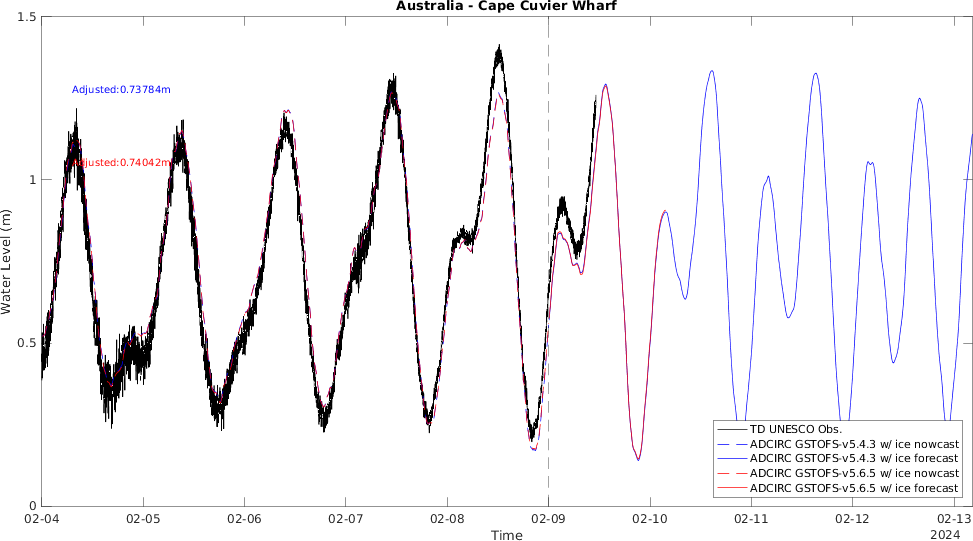 Australia - Cape Cuvier Wharf
1.5
Adjusted:0.73784m
Adjusted:0.74042m
1
0.5
0
Water Level (m)
TD UNESCO Obs.
ADCIRC GSTOFS-v5.4.3 w/ ice nowcast
ADCIRC GSTOFS-v5.4.3 w/ ice forecast
ADCIRC GSTOFS-v5.6.5 w/ ice nowcast
ADCIRC GSTOFS-v5.6.5 w/ ice forecast
02-04 02-05 02-06 02-07 02-08 02-09 02-10 02-11 02-12 02-13
Time
2024